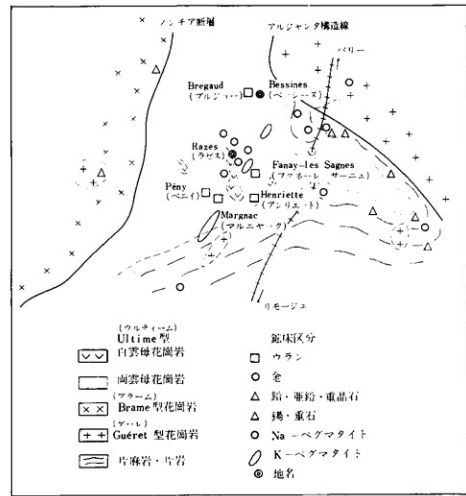 ノンチア断層
アルジャンタ構造線
パリー
Bregaud
(ブルジョー)
Bessines
(ベッシーヌ)
Razes
(ラゼス)
Fanay-les Sagnes
(ファネーレ サーニュ)
Pény
(ペニイ)
Henriette
(アンリエット)
Margnac
(マルニャーク)
リモージュ
(ウルティーム)
Ultime型
白雲母花崗岩
両雲母花崗岩
(ブラーム)
Brame型花崗岩
(ゲーレ)
Guéret型花崗岩
片麻岩・片岩
鉱床区分
ウラン
金
鉛・亜鉛・重晶石
錫・重石
Na-ペグマタイト
K-ペグマタイト
地名